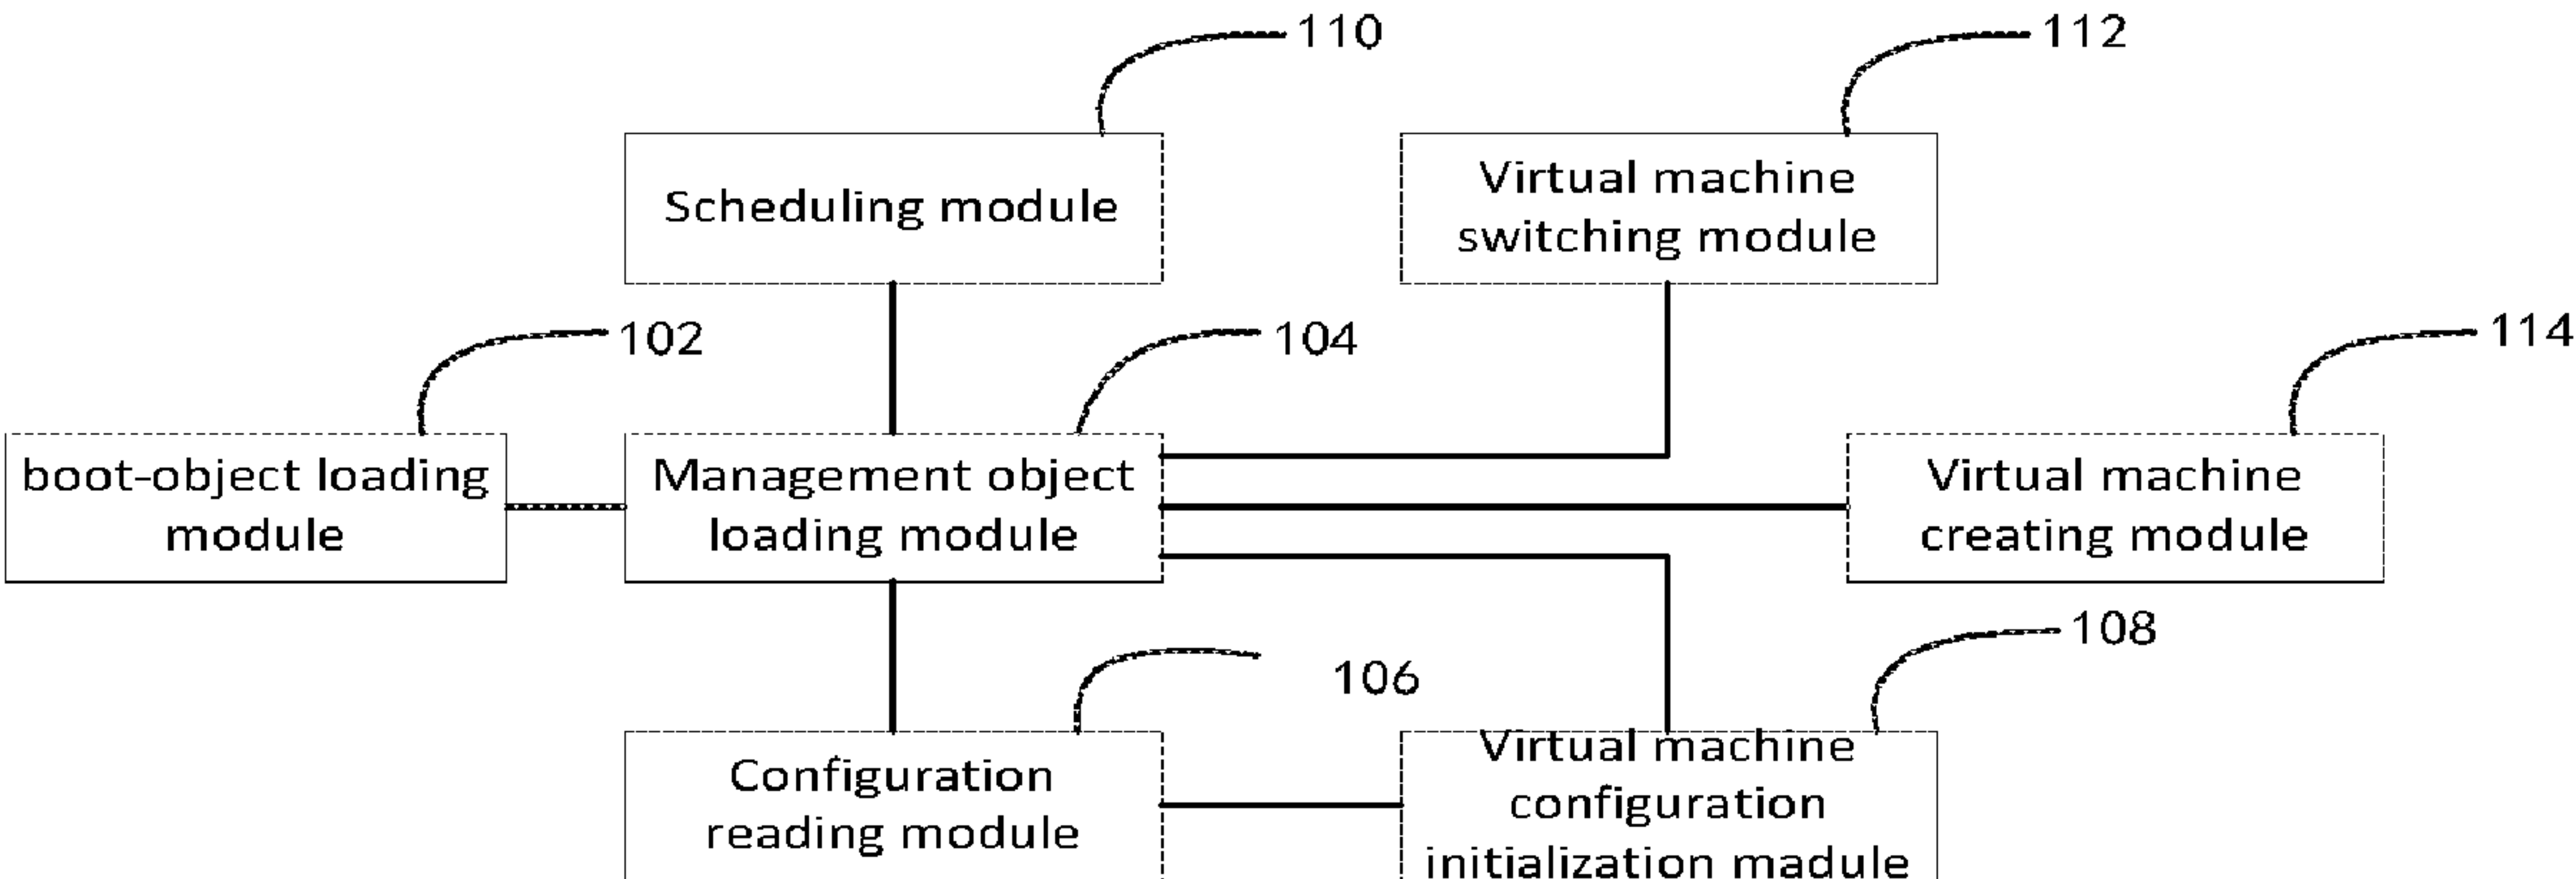 110
112
Scheduling module
Virtual machine
switching module
102
104
114
boot-object loading
module
Management object
loading module
Virtual machine
creating module
106
108
Configuration
reading module
Virtual machine
configuration
initialization madule